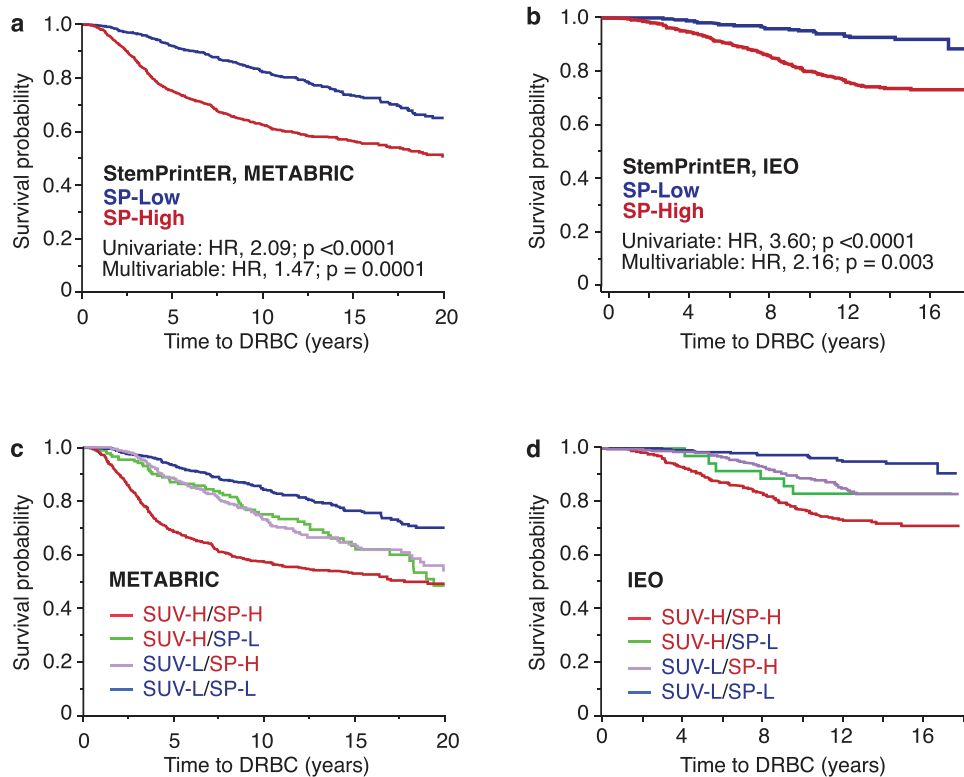 a
Survival probability
1.0
0.8
0.6
0.4
0.2
0
StemPrintER, METABRIC
SP-Low
SP-High
Univariate: HR, 2.09; p <0.0001
Multivariable: HR, 1.47; p = 0.0001
0 5 10 15 20
Time to DRBC (years)
b
Survival probability
1.0
0.8
0.6
0.4
0.2
0
StemPrintER, IEO
SP-Low
SP-High
Univariate: HR, 3.60; p <0.0001
Multivariable: HR, 2.16; p = 0.003
0 4 8 12 16
Time to DRBC (years)
c
Survival probability
1.0
0.8
0.6
0.4
0.2
0
METABRIC
SUV-H/SP-H
SUV-H/SP-L
SUV-L/SP-H
SUV-L/SP-L
0 5 10 15 20
Time to DRBC (years)
d
Survival probability
1.0
0.8
0.6
0.4
0.2
0
IEO
SUV-H/SP-H
SUV-H/SP-L
SUV-L/SP-H
SUV-L/SP-L
0 4 8 12 16
Time to DRBC (years)